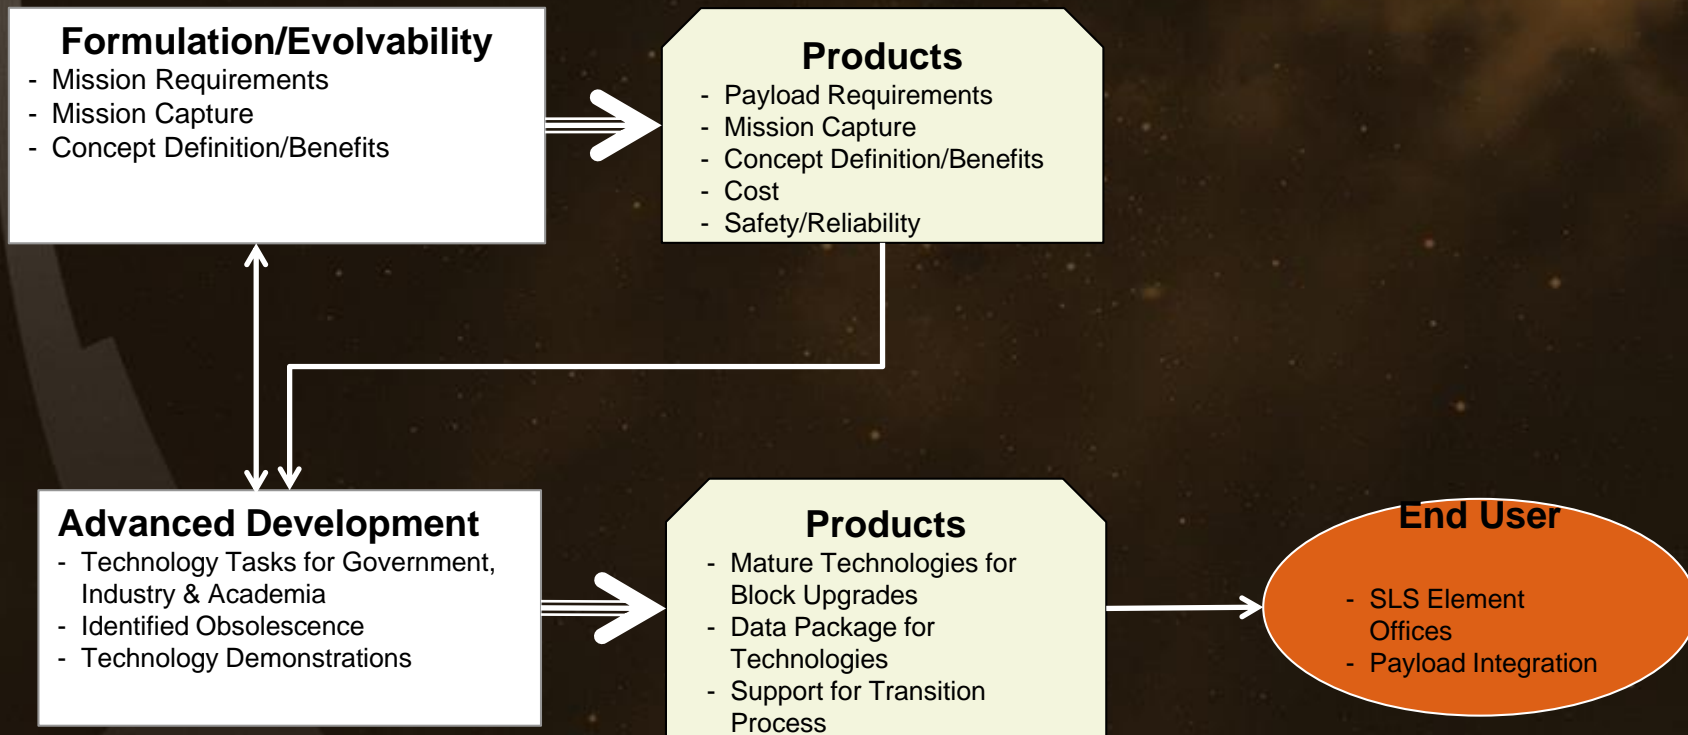 Formulation/Evolvability
- Mission Requirements
- Mission Capture
- Concept Definition/Benefits
Products
- Payload Requirements
- Mission Capture
- Concept Definition/Benefits
- Cost
- Safety/Reliability
Advanced Development
- Technology Tasks for Government,
Industry & Academia
- Identified Obsolescence
- Technology Demonstrations
Products
- Mature Technologies for
Block Upgrades
- Data Package for
Technologies
- Support for Transition
Process
End User
- SLS Element
Offices
- Payload Integration